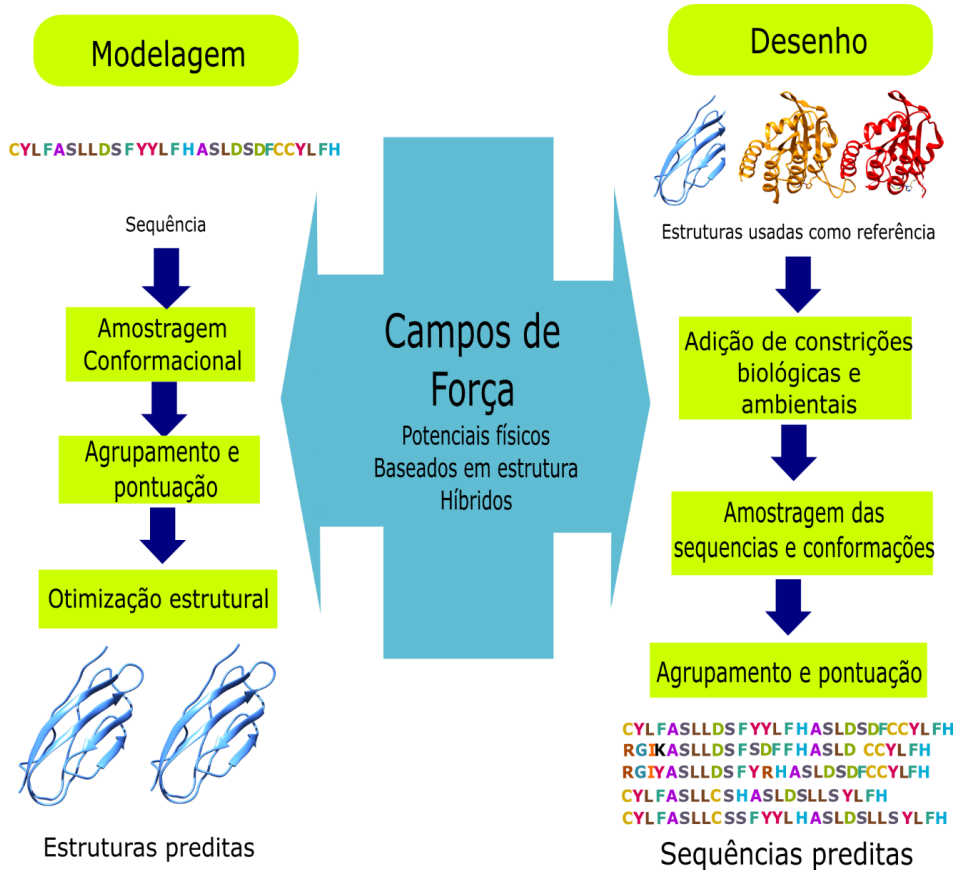 Modelagem
CYLFASLLDSFYYLFHASLDSDFCCYLFH
Sequência
Amostragem
Conformacional
Agrupamento e
pontuação
Otimização estrutural
Estruturas preditas
Campos de
Força
Potenciais físicos
Baseados em estrutura
Híbridos
Desenho
Estruturas usadas como referência
Adição de constrições
biológicas e
ambientais
Amostragem das
sequencias e conformações
Agrupamento e pontuação
CYLFASLLDSFYYLFHASLDSDFCCYLFH
RGIKASLLDSFSDFFHASLD CCYLFH
RGIYASLLDSFYRHASLDSDFCCYLFH
CYLFASLLCSHASLDSLLSYLFH
CYLFASLLCSSFYYLHASLDSLLSYLFH
Sequências preditas